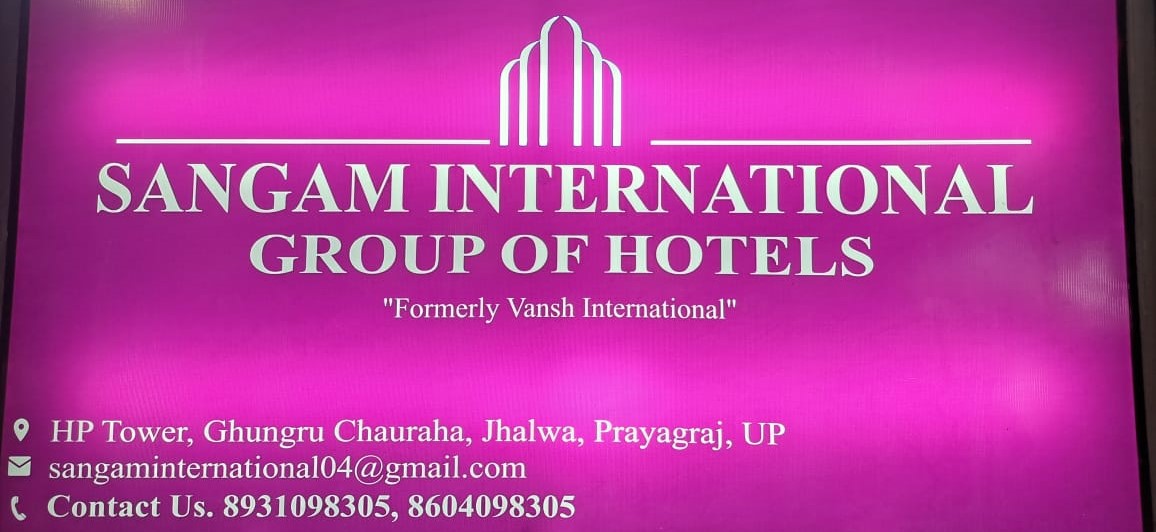 SANGAM INTERNATIONAL
GROUP OF HOTELS
"Formerly Vansh International"
HP Tower, Ghungru Chauraha, Jhalwa, Prayagraj, UP
sangaminternational04@gmail.com
Contact Us. 8931098305, 8604098305